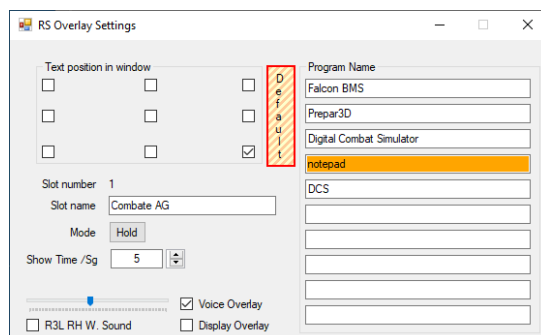 RS Overlay Settings
Text position in window
Default
Slot number 1
Slot name Combate AG
Mode Hold
Show Time /Sg 5
Voice Overlay
R3L RH W. Sound
Display Overlay
Program Name
Falcon BMS
Prepar3D
Digital Combat Simulator
notepad
DCS